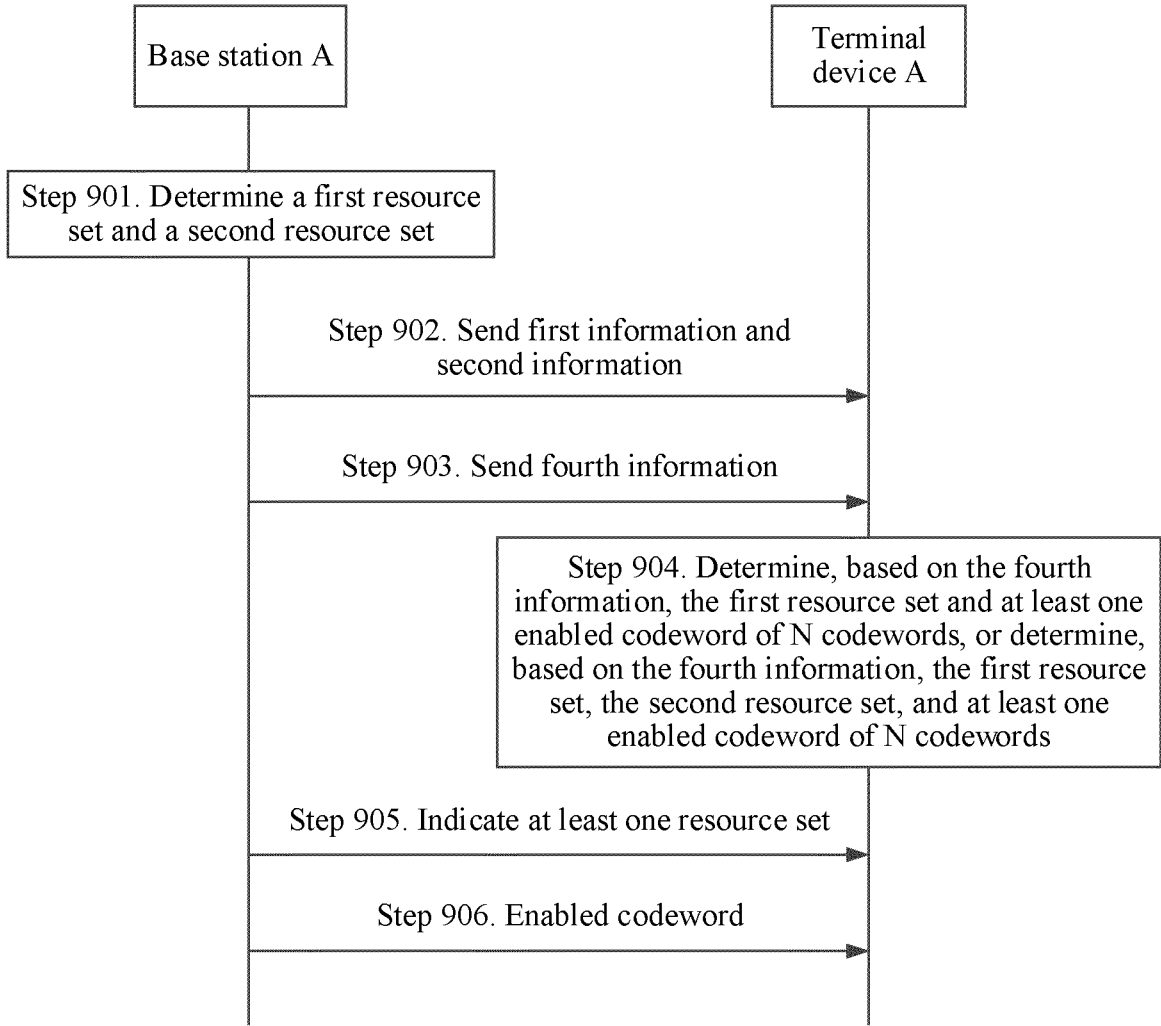 Base station A
Terminal
device A
Step 901. Determine a first resource
set and a second resource set
Step 902. Send first information and
second information
Step 903. Send fourth information
Step 904. Determine, based on the fourth
information, the first resource set and at least one
enabled codeword of N codewords, or determine,
based on the fourth information, the first resource
set, the second resource set, and at least one
enabled codeword of N codewords
Step 905. Indicate at least one resource set
Step 906. Enabled codeword